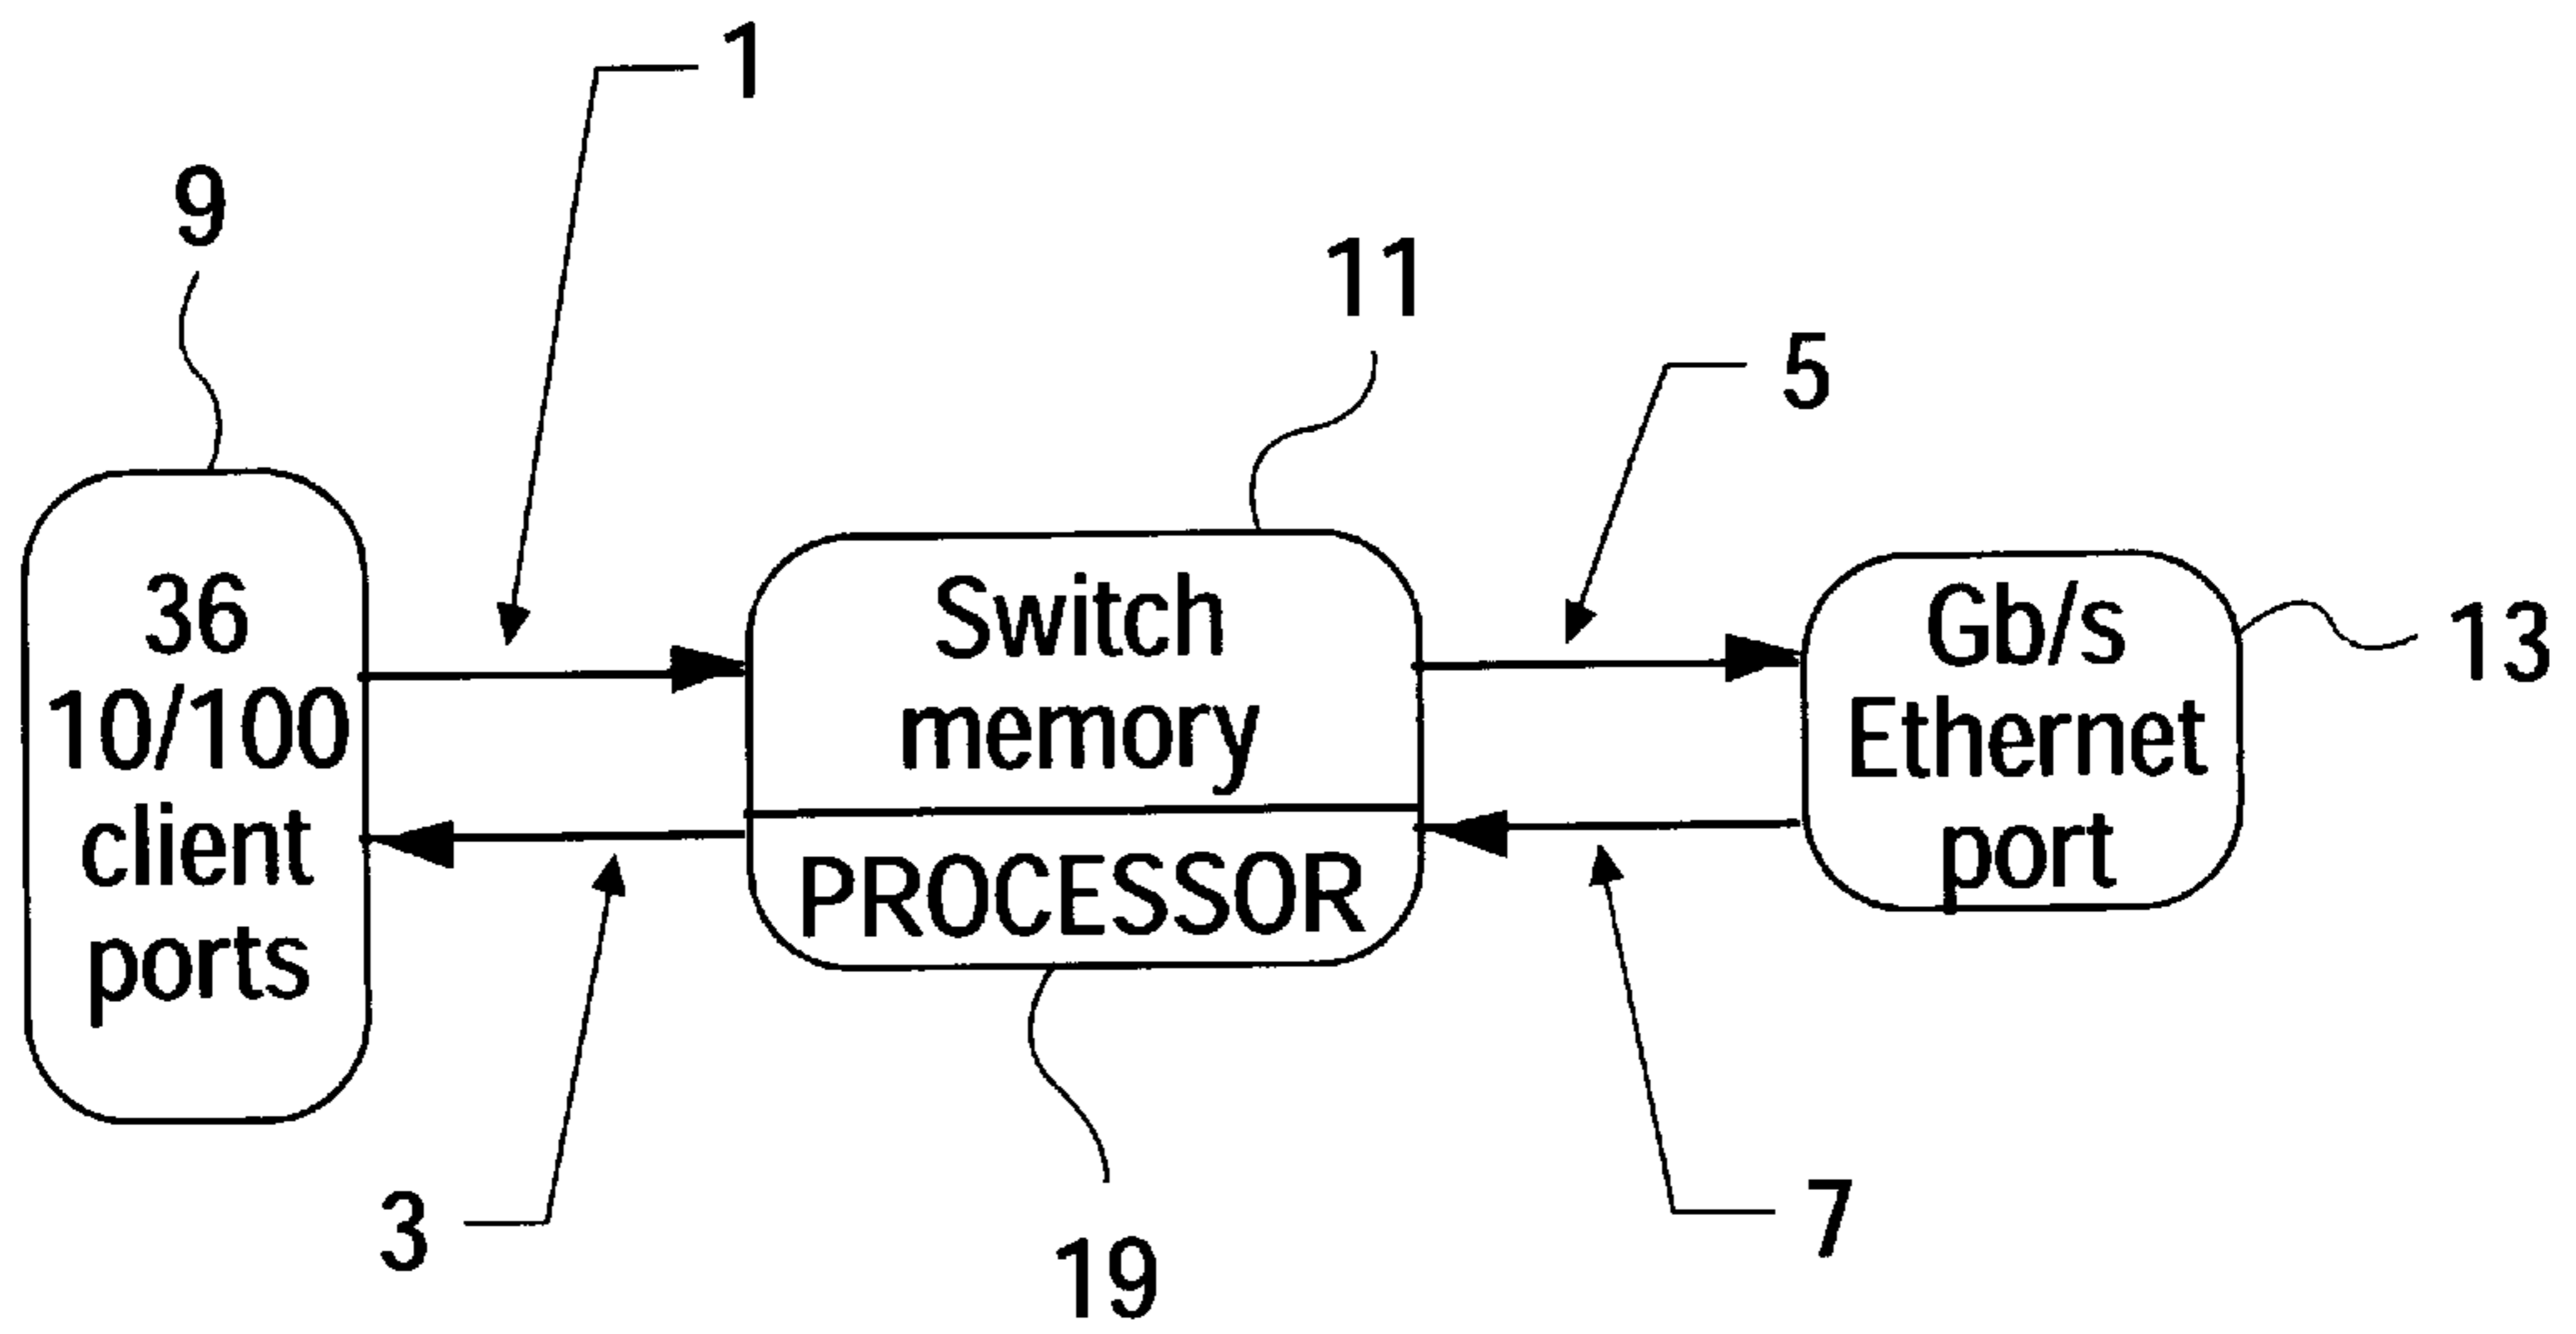 1
9
11
5
36
10/100
client
ports
Switch
memory
PROCESSOR
Gb/s
Ethernet
port
13
3
19
7